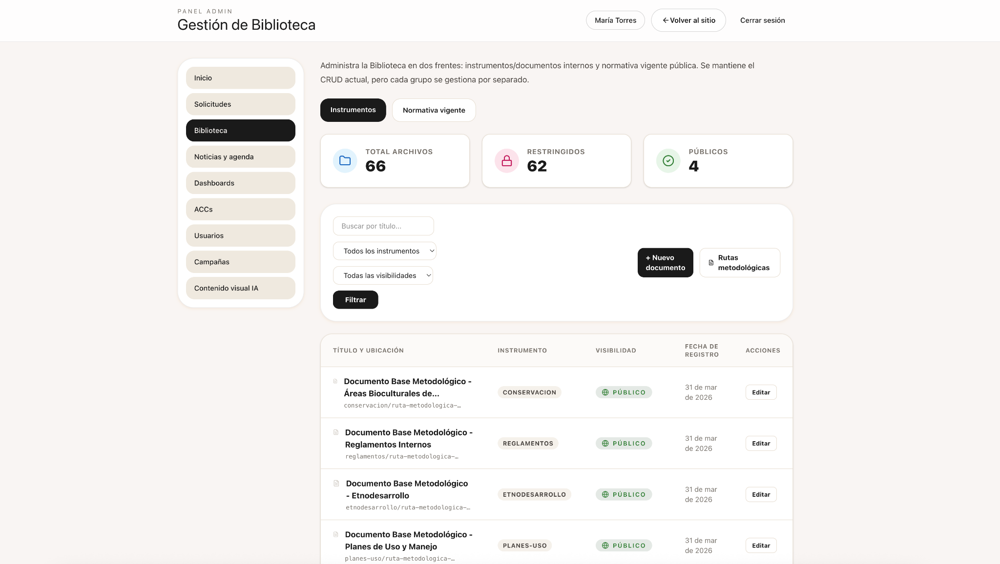 PANEL ADMIN
Gestión de Biblioteca
María Torres
Volver al sitio
Cerrar sesión
Inicio
Solicitudes
Biblioteca
Noticias y agenda
Dashboards
ACCs
Usuarios
Campañas
Contenido visual IA
Administra la Biblioteca en dos frentes: instrumentos/documentos internos y normativa vigente pública. Se mantiene el
CRUD actual, pero cada grupo se gestiona por separado.
Instrumentos
Normativa vigente
TOTAL ARCHIVOS
66
RESTRINGIDOS
62
PÚBLICOS
4
Buscar por título...
Todos los instrumentos
Todas las visibilidades
Filtrar
+ Nuevo
documento
Rutas
metodológicas
TÍTULO Y UBICACIÓN
INSTRUMENTO
VISIBILIDAD
FECHA DE
REGISTRO
ACCIONES
Documento Base Metodológico -
Áreas Bioculturales de...
conservacion/ruta-metodologica-…
CONSERVACION
PÚBLICO
31 de mar
de 2026
Editar
Documento Base Metodológico -
Reglamentos Internos
reglamentos/ruta-metodologica-…
REGLAMENTOS
PÚBLICO
31 de mar
de 2026
Editar
Documento Base Metodológico
- Etnodesarrollo
etnodesarrollo/ruta-metodologica-…
ETNODESARROLLO
PÚBLICO
31 de mar
de 2026
Editar
Documento Base Metodológico -
Planes de Uso y Manejo
planes-uso/ruta-metodologica-…
PLANES-USO
PÚBLICO
31 de mar
de 2026
Editar